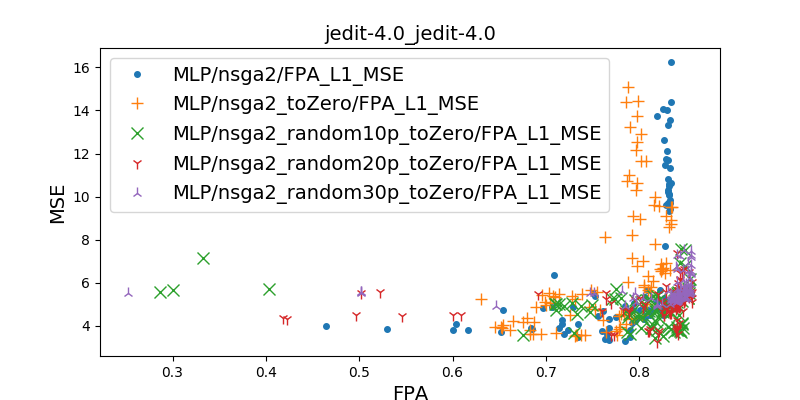 jedit-4.0_jedit-4.0
MLP/nsga2/FPA_L1_MSE
MLP/nsga2_toZero/FPA_L1_MSE
MLP/nsga2_random10p_toZero/FPA_L1_MSE
MLP/nsga2_random20p_toZero/FPA_L1_MSE
MLP/nsga2_random30p_toZero/FPA_L1_MSE
MSE
16
14
12
10
8
6
4
0.3 0.4 0.5 0.6 0.7 0.8
FPA